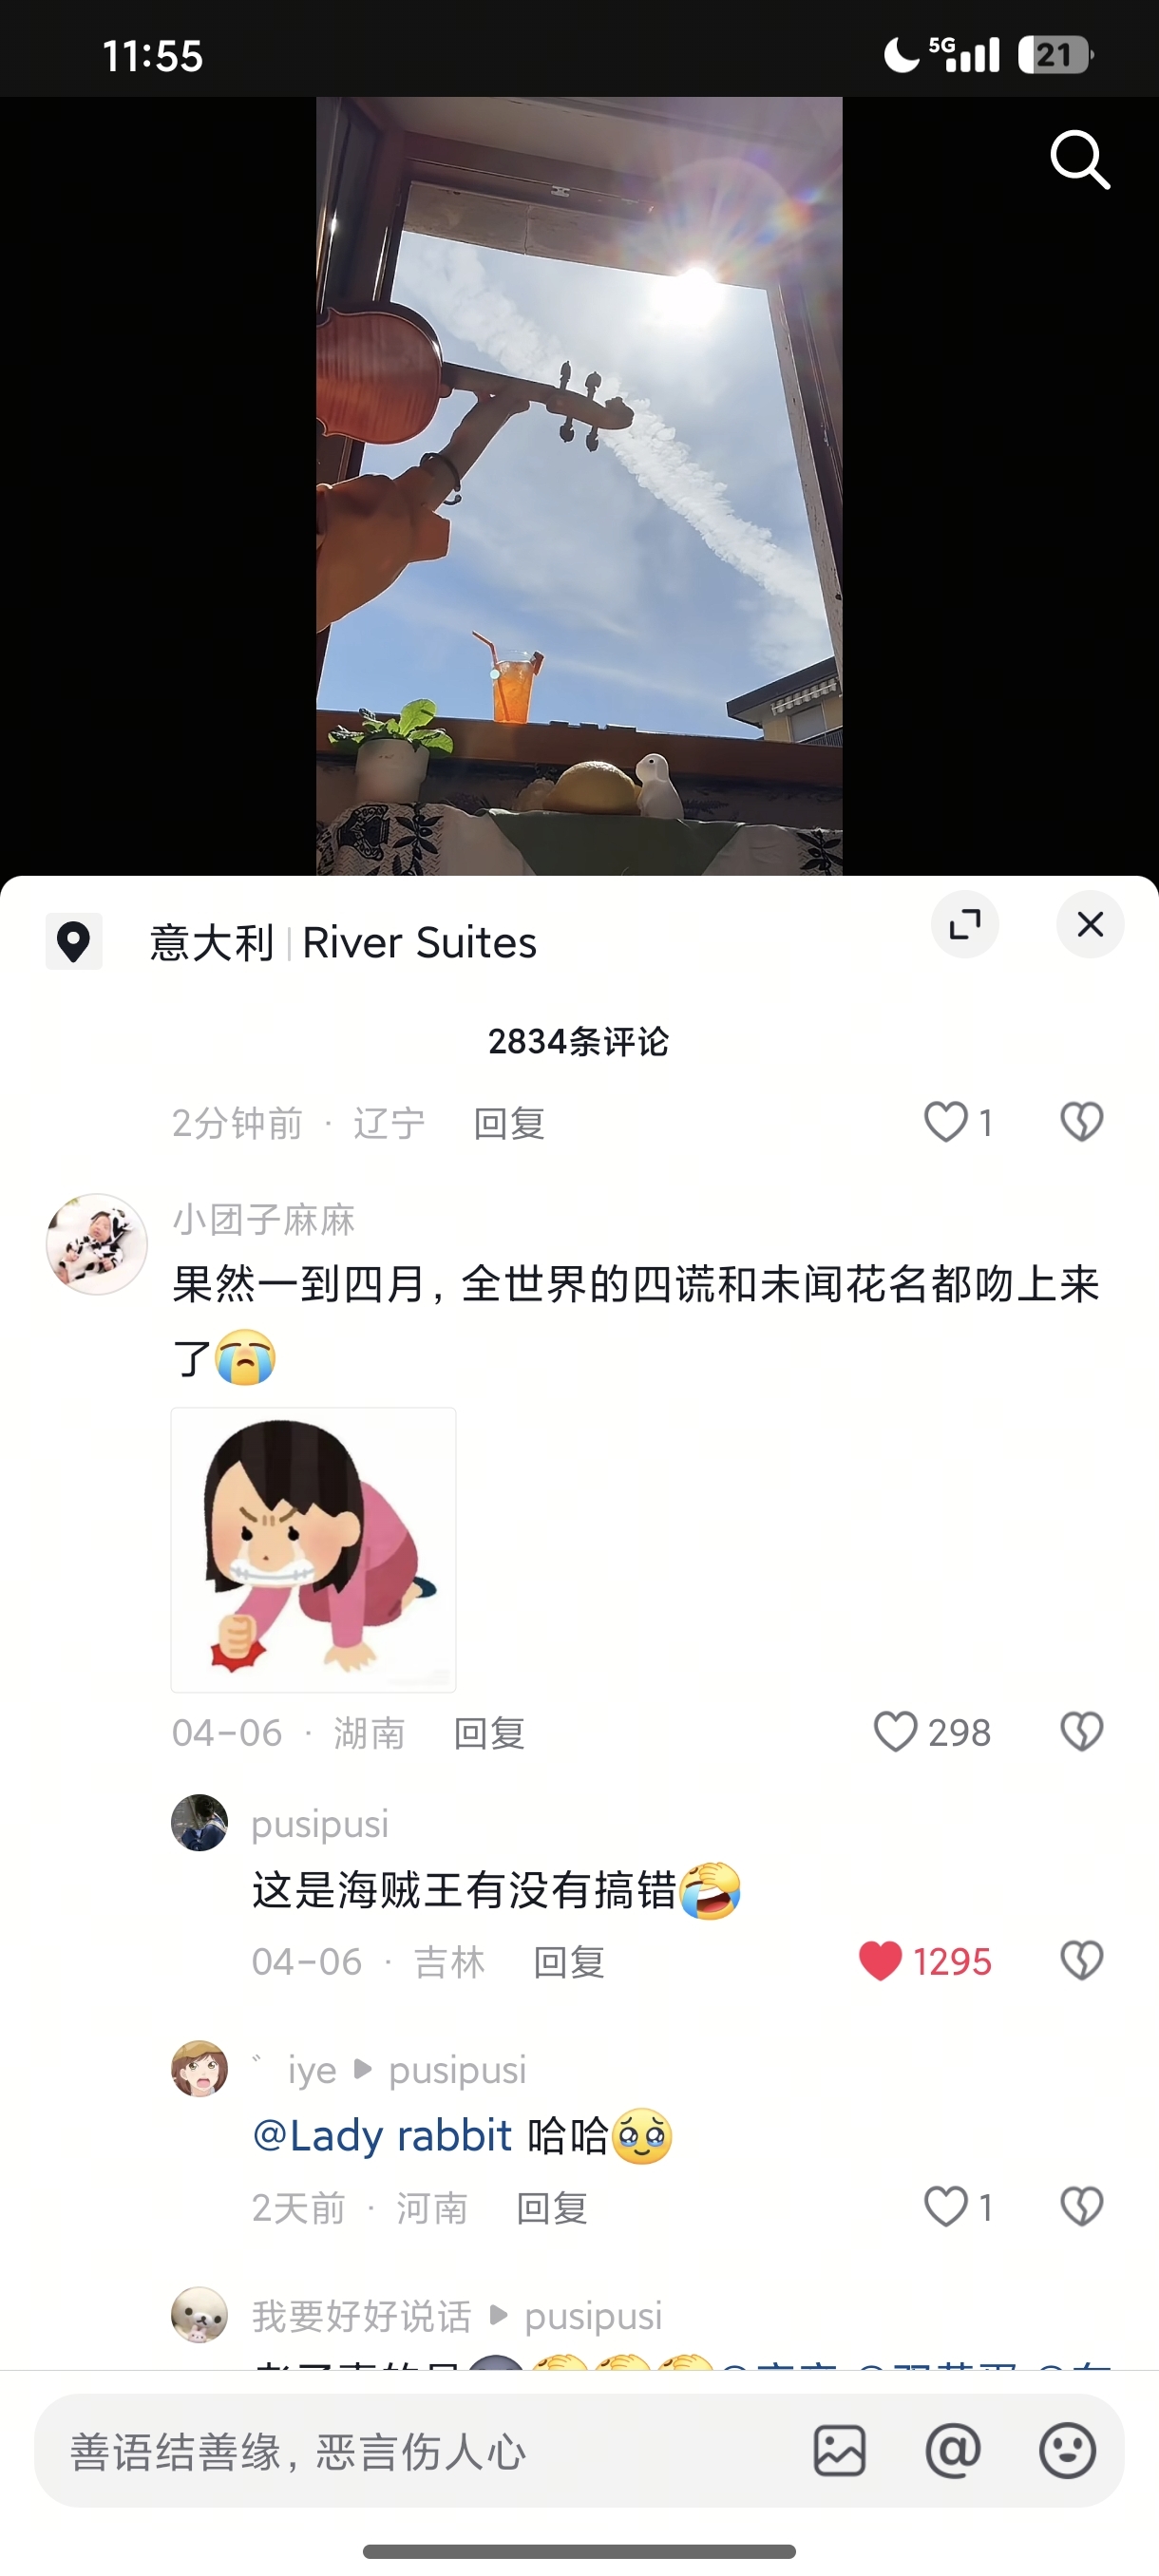 11:55
5G
21
意大利 | River Suites
2834条评论
2分钟前 · 辽宁 回复 1
小团子麻麻
果然一到四月，全世界的四谎和未闻花名都吻上来
了😭
04-06 · 湖南 回复 298
pusipusi
这是海贼王有没有搞错
04-06 · 吉林 回复 1295
゛ iye ▶ pusipusi
@Lady rabbit 哈哈🥹
2天前 · 河南 回复 1
我要好好说话 ▶ pusipusi
善语结善缘，恶言伤人心